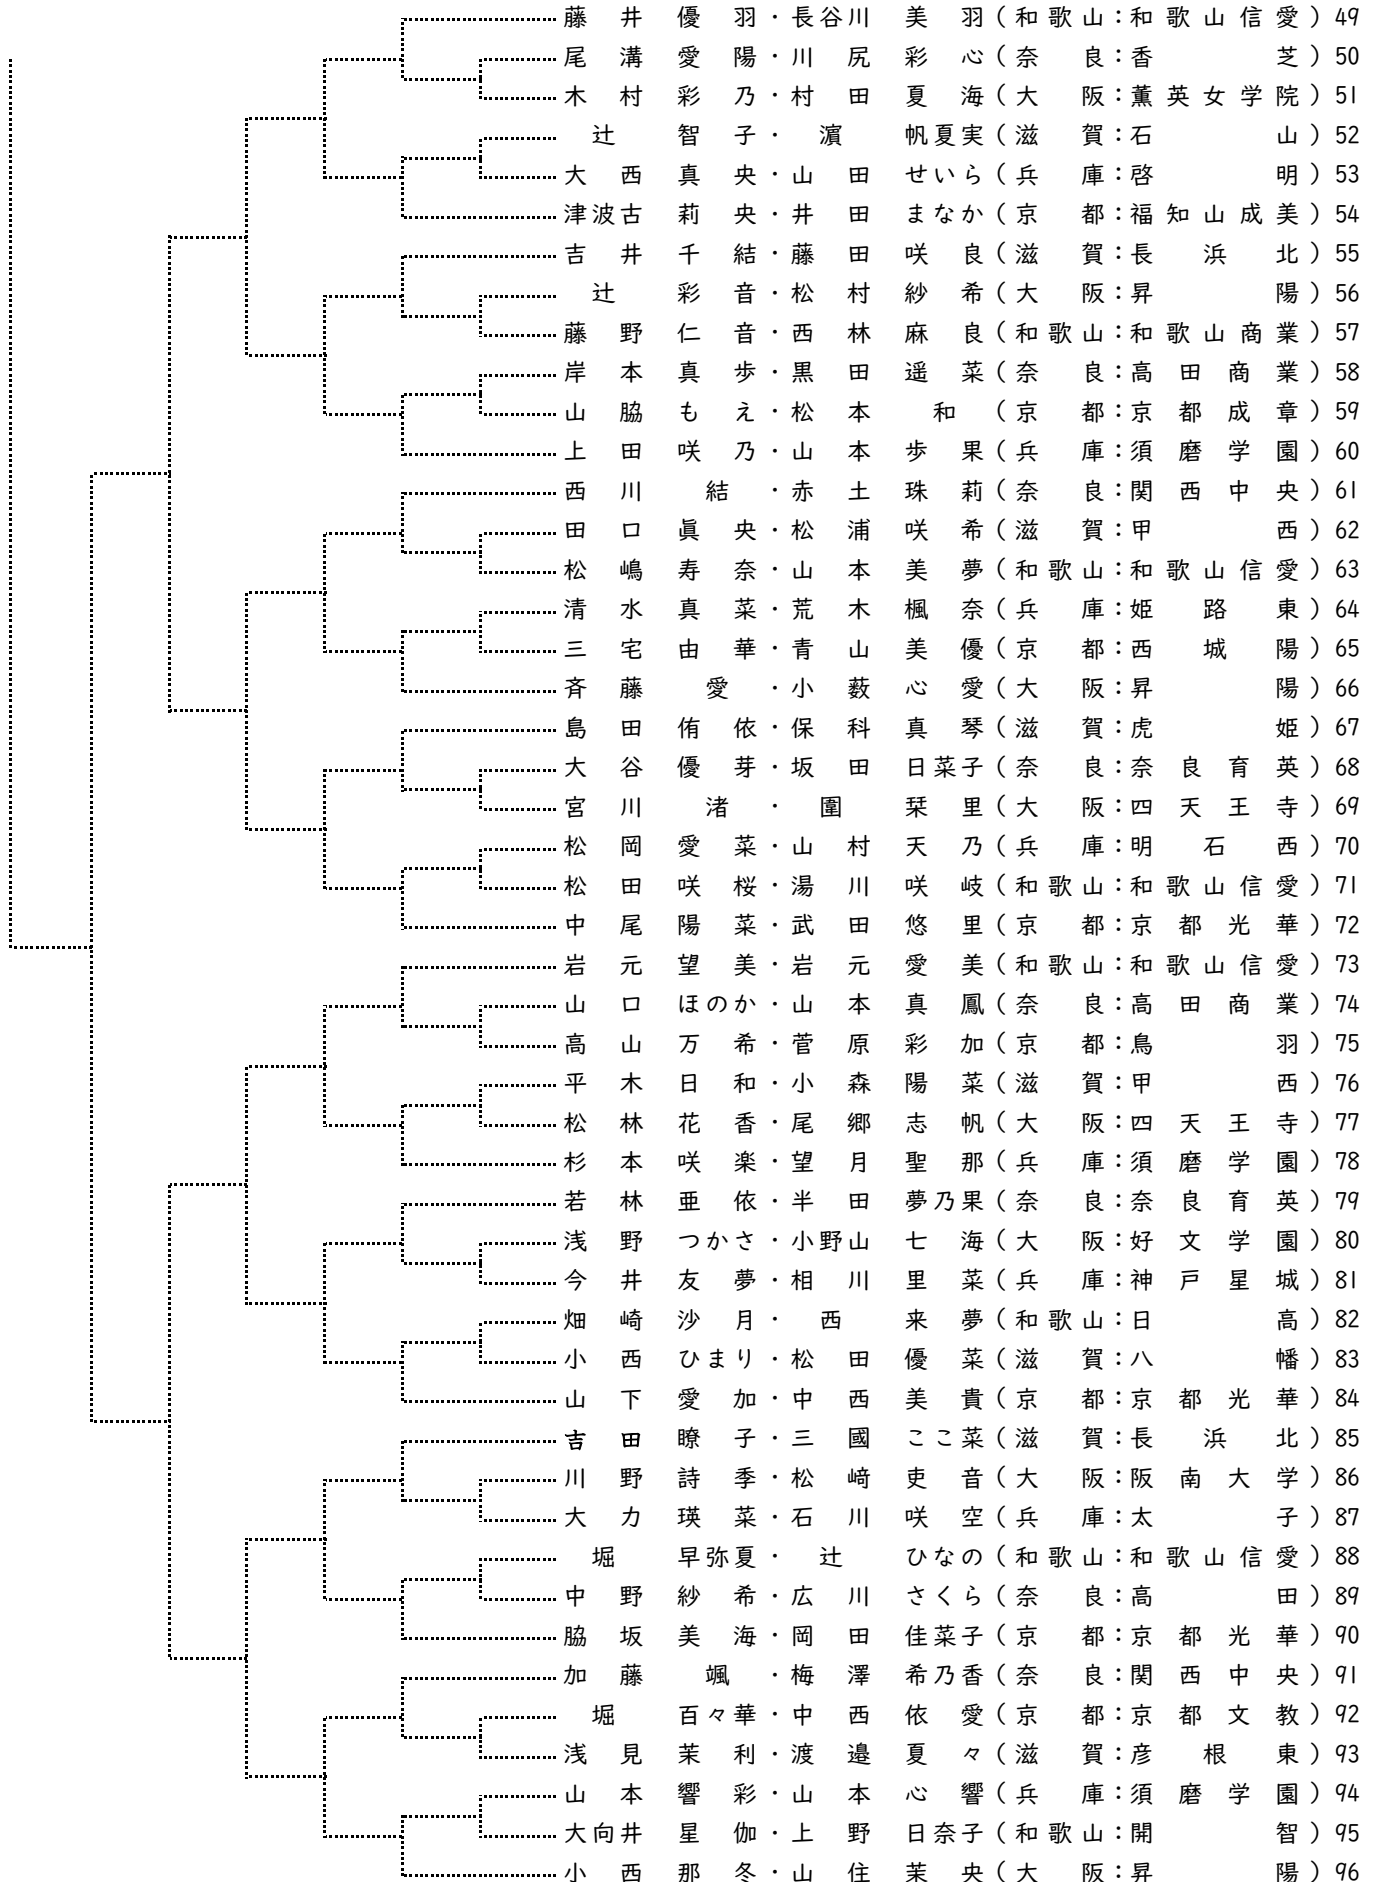 藤井優羽・長谷川美羽(和歌山:和歌山信愛)49
尾溝愛陽・川尻彩心(奈良:香芝)50
木村彩乃・村田夏海(大阪:薫英女学院)51
辻智子・濵帆夏実(滋賀:石山)52
大西真央・山田せいら(兵庫:啓明)53
津波古莉央・井田まなか(京都:福知山成美)54
吉井千結・藤田咲良(滋賀:長浜北)55
辻彩音・松村紗希(大阪:昇陽)56
藤野仁音・西林麻良(和歌山:和歌山商業)57
岸本真歩・黒田遥菜(奈良:高田商業)58
山脇もえ・松本和(京都:京都成章)59
上田咲乃・山本歩果(兵庫:須磨学園)60
西川結・赤土珠莉(奈良:関西中央)61
田口眞央・松浦咲希(滋賀:甲西)62
松嶋寿奈・山本美夢(和歌山:和歌山信愛)63
清水真菜・荒木楓奈(兵庫:姫路東)64
三宅由華・青山美優(京都:西城陽)65
斉藤愛・小薮心愛(大阪:昇陽)66
島田侑依・保科真琴(滋賀:虎姫)67
大谷優芽・坂田日菜子(奈良:奈良育英)68
宮川渚・圍栞里(大阪:四天王寺)69
松岡愛菜・山村天乃(兵庫:明石西)70
松田咲桜・湯川咲岐(和歌山:和歌山信愛)71
中尾陽菜・武田悠里(京都:京都光華)72
岩元望美・岩元愛美(和歌山:和歌山信愛)73
山口ほのか・山本真鳳(奈良:高田商業)74
高山万希・菅原彩加(京都:鳥羽)75
平木日和・小森陽菜(滋賀:甲西)76
松林花香・尾郷志帆(大阪:四天王寺)77
杉本咲楽・望月聖那(兵庫:須磨学園)78
若林亜依・半田夢乃果(奈良:奈良育英)79
浅野つかさ・小野山七海(大阪:好文学園)80
今井友夢・相川里菜(兵庫:神戸星城)81
畑崎沙月・西来夢(和歌山:日高)82
小西ひまり・松田優菜(滋賀:八幡)83
山下愛加・中西美貴(京都:京都光華)84
吉田瞭子・三國ここ菜(滋賀:長浜北)85
川野詩季・松﨑吏音(大阪:阪南大学)86
大力瑛菜・石川咲空(兵庫:太子)87
堀早弥夏・辻ひなの(和歌山:和歌山信愛)88
中野紗希・広川さくら(奈良:高田)89
脇坂美海・岡田佳菜子(京都:京都光華)90
加藤颯・梅澤希乃香(奈良:関西中央)91
堀百々華・中西依愛(京都:京都文教)92
浅見茉利・渡邉夏々(滋賀:彦根東)93
山本響彩・山本心響(兵庫:須磨学園)94
大向井星伽・上野日奈子(和歌山:開智)95
小西那冬・山住茉央(大阪:昇陽)96